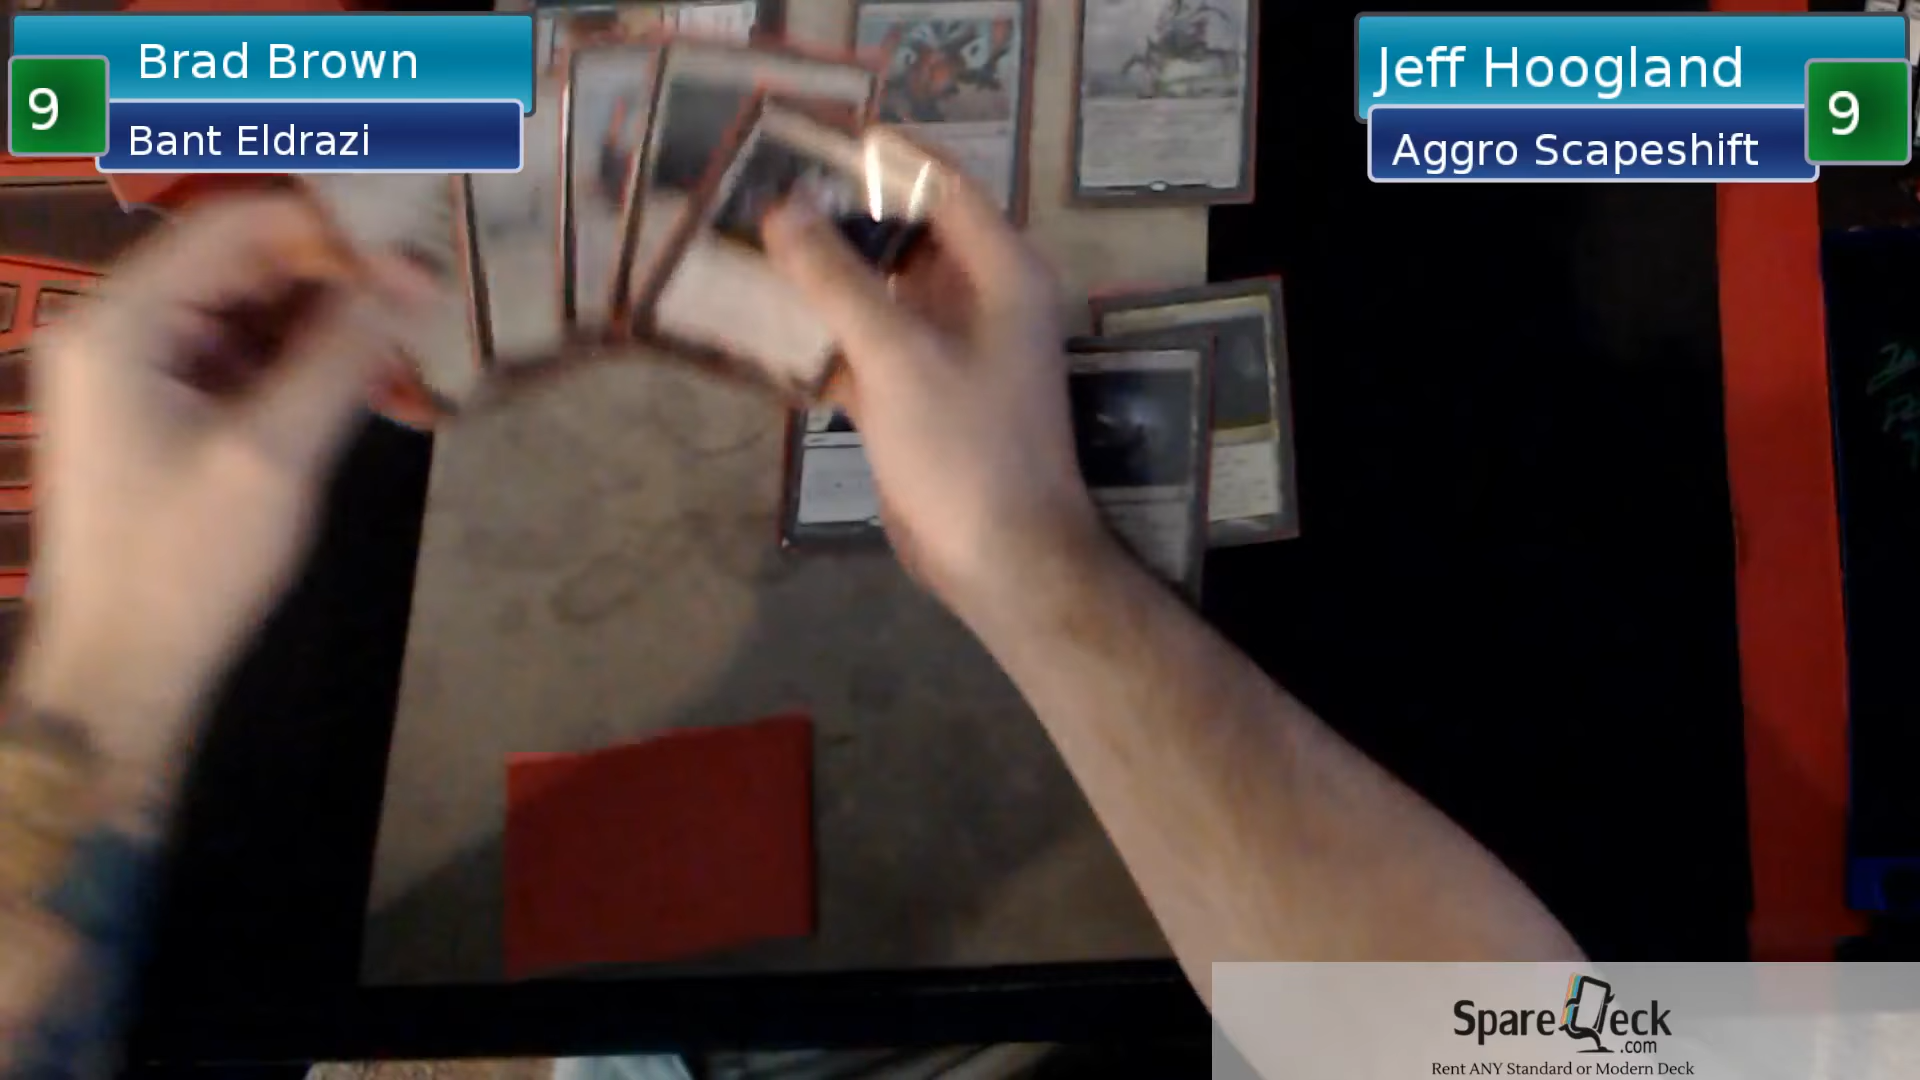 Brad Brown
9
Bant Eldrazi
Jeff Hoogland
9
Aggro Scapeshift
SpareDeck
.com
Rent ANY Standard or Modern Deck